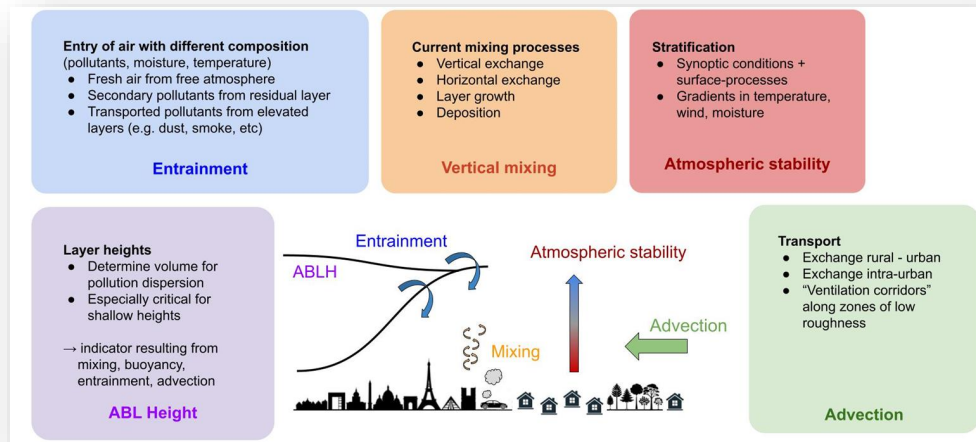 Entry of air with different composition
(pollutants, moisture, temperature)
● Fresh air from free atmosphere
● Secondary pollutants from residual layer
● Transported pollutants from elevated
layers (e.g. dust, smoke, etc)
Entrainment
Current mixing processes
● Vertical exchange
● Horizontal exchange
● Layer growth
● Deposition
Vertical mixing
Stratification
● Synoptic conditions +
surface-processes
● Gradients in temperature,
wind, moisture
Atmospheric stability
Layer heights
● Determine volume for
pollution dispersion
● Especially critical for
shallow heights
→ indicator resulting from
mixing, buoyancy,
entrainment, advection
ABL Height
Entrainment
ABLH
Mixing
Atmospheric stability
Advection
Transport
● Exchange rural - urban
● Exchange intra-urban
● “Ventilation corridors”
along zones of low
roughness
Advection